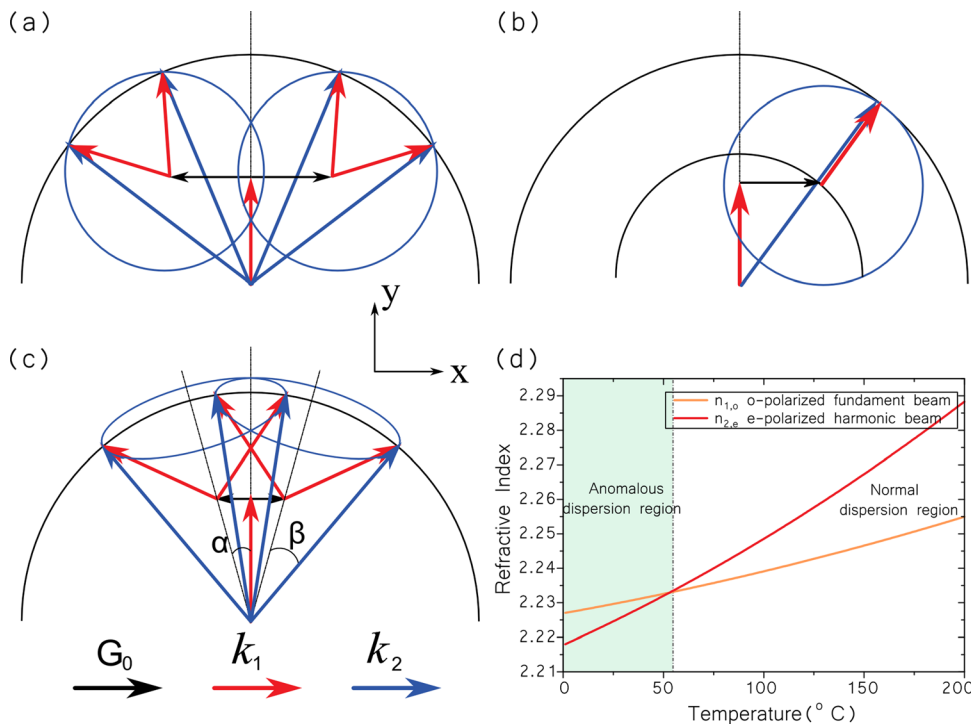 (a)
(b)
y
x
(c)
α
β
G0
k1
k2
(d)
2.29
2.28
2.27
2.26
2.25
2.24
2.23
2.22
2.21
Refractive Index
n1,o o-polarized fundament beam
n2,e e-polarized harmonic beam
Anomalous
dispersion region
Normal
dispersion region
0
50
100
150
200
Temperature(° C)